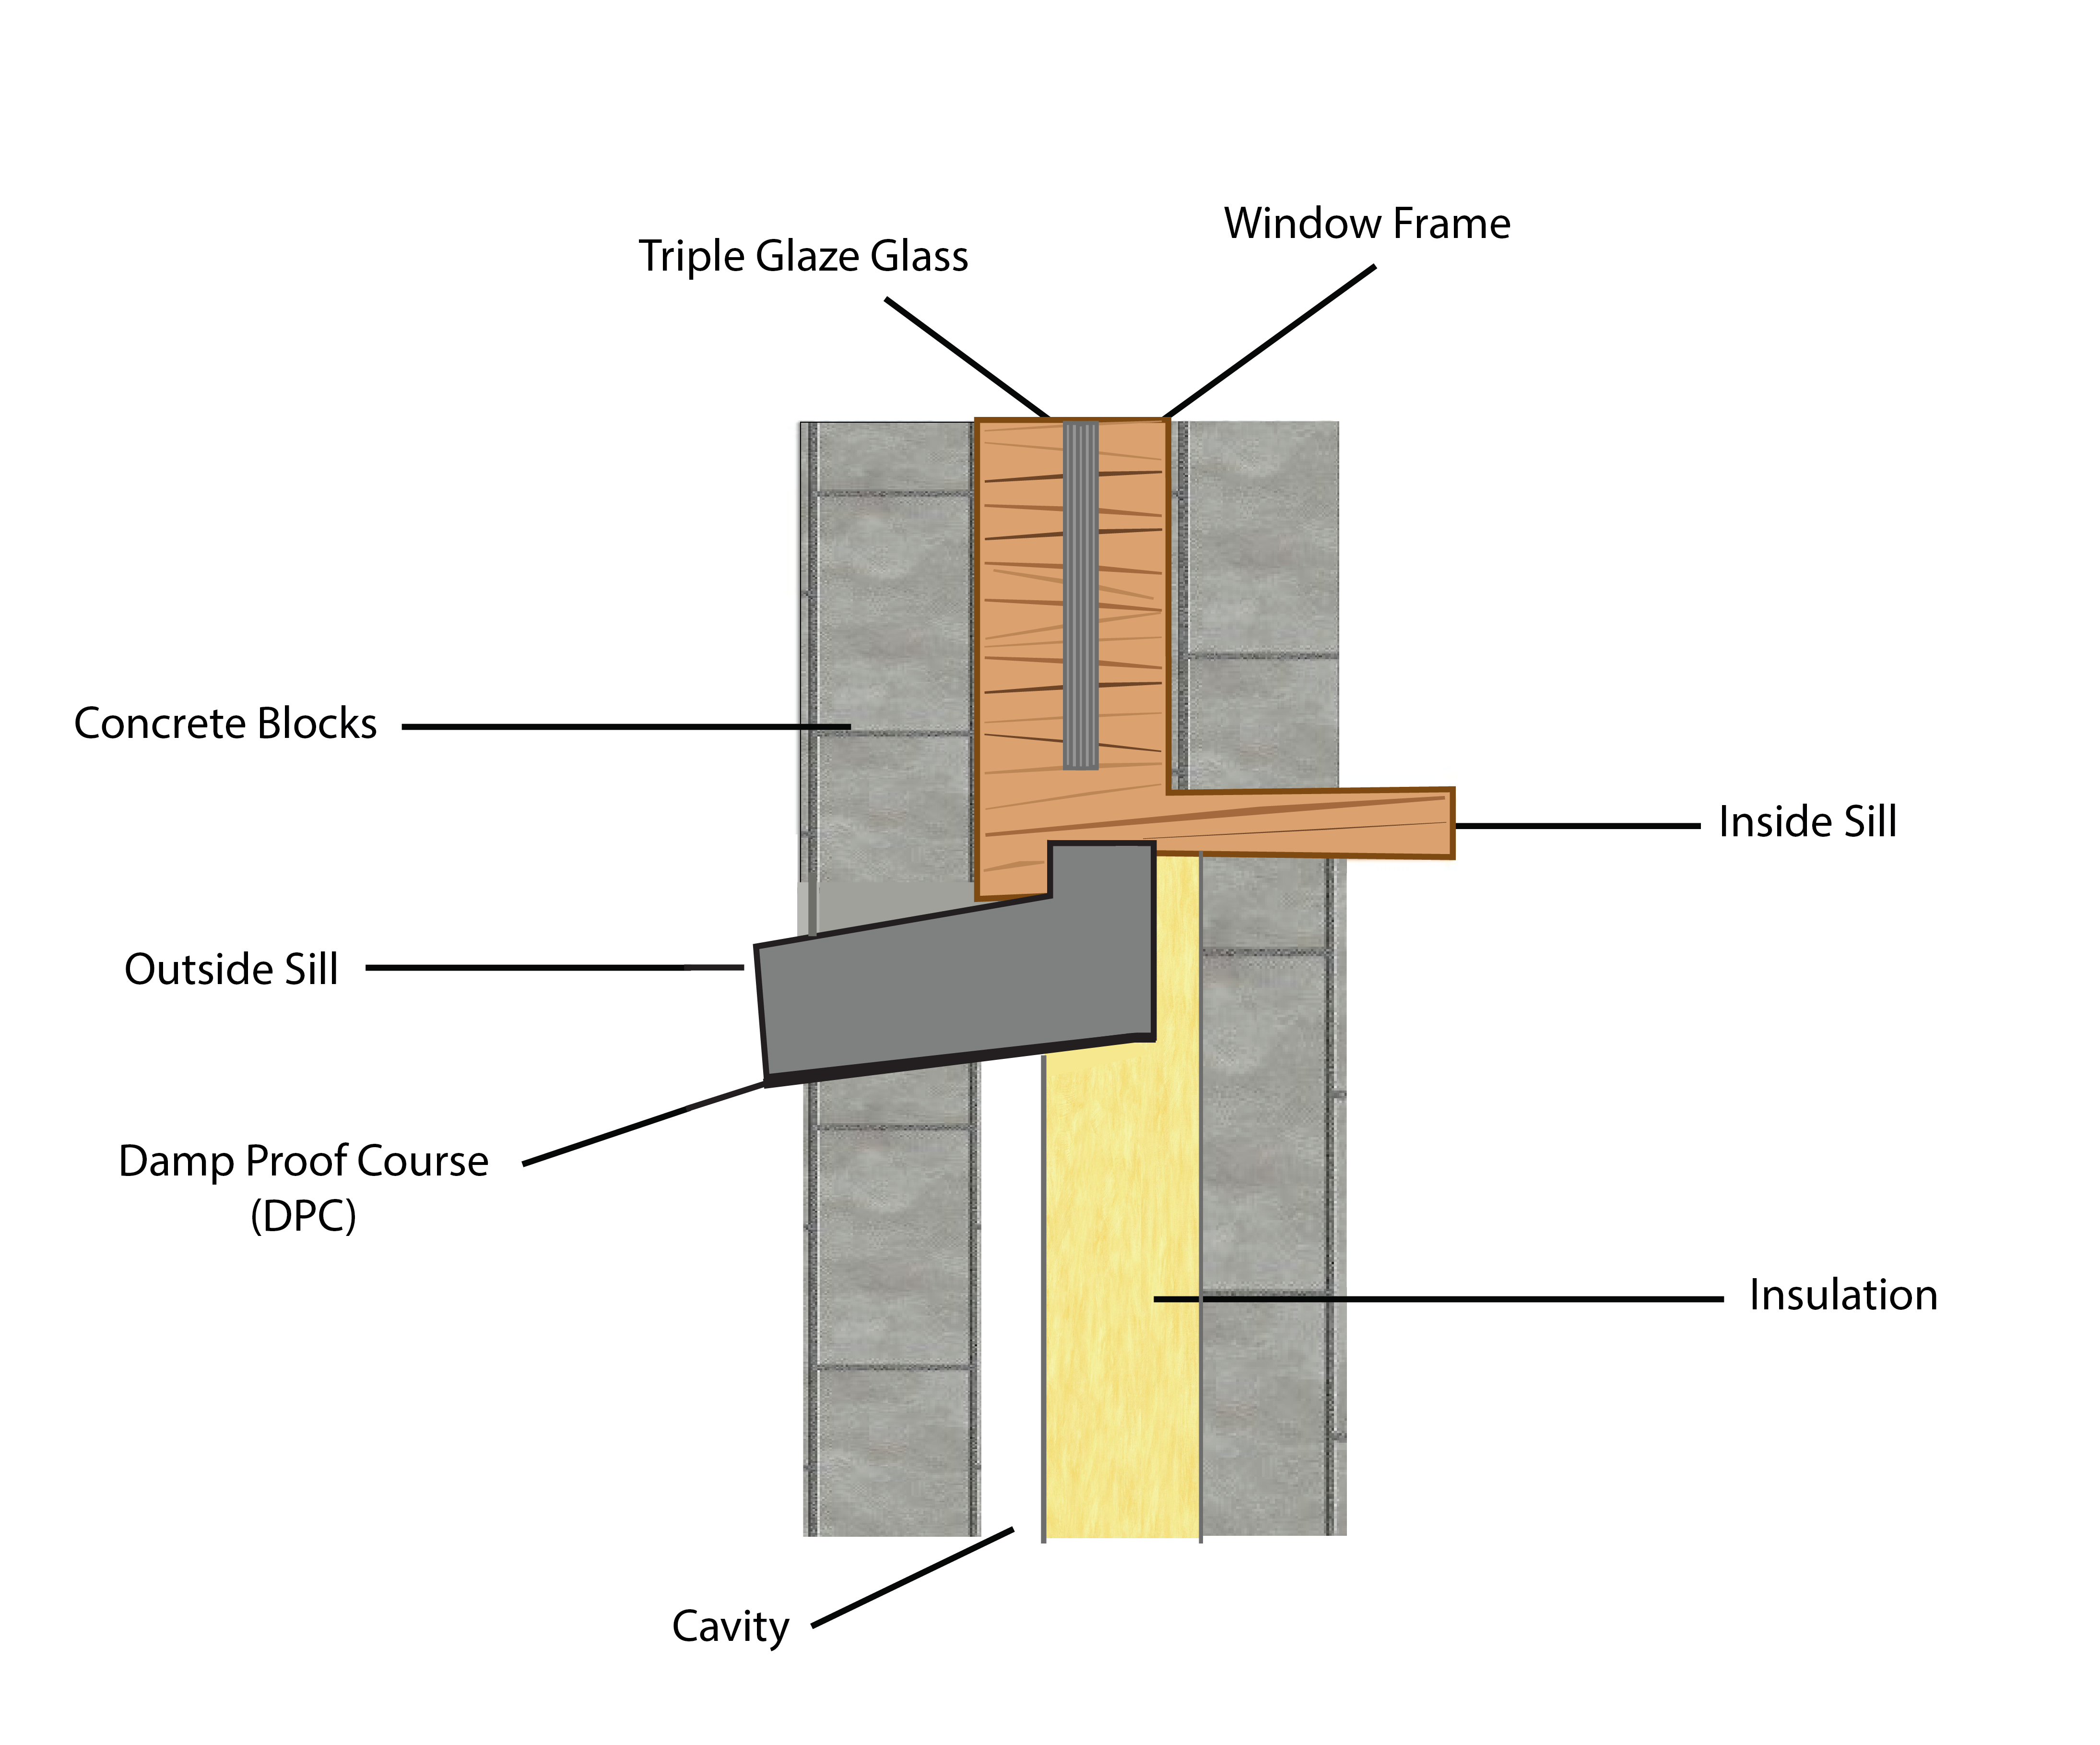 Window Frame
Triple Glaze Glass
Concrete Blocks
Inside Sill
Outside Sill
Damp Proof Course
(DPC)
Insulation
Cavity